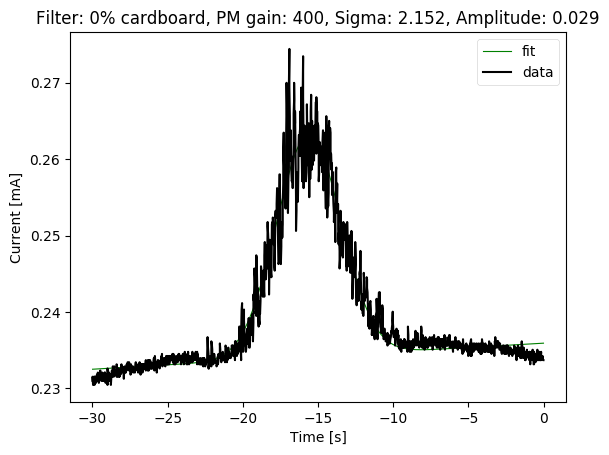 Filter: 0% cardboard, PM gain: 400, Sigma: 2.152, Amplitude: 0.029
fit
data
0.27
0.26
0.25
0.24
0.23
Current [mA]
−30 −25 −20 −15 −10 −5 0
Time [s]